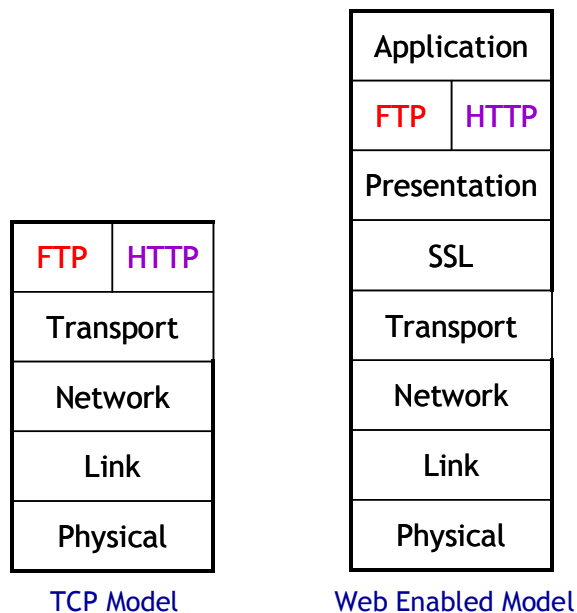 FTP HTTP
Transport
Network
Link
Physical
TCP Model
Application
FTP HTTP
Presentation
SSL
Transport
Network
Link
Physical
Web Enabled Model